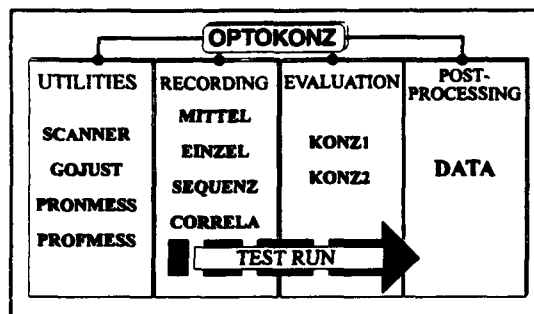 OPTOKONZ
UTILITIES
SCANNER
GOJUST
PRONMESS
PROFMESS
RECORDING
MITTEL
EINZEL
SEQUENZ
CORRELA
EVALUATION
KONZ1
KONZ2
POST-
PROCESSING
DATA
TEST RUN